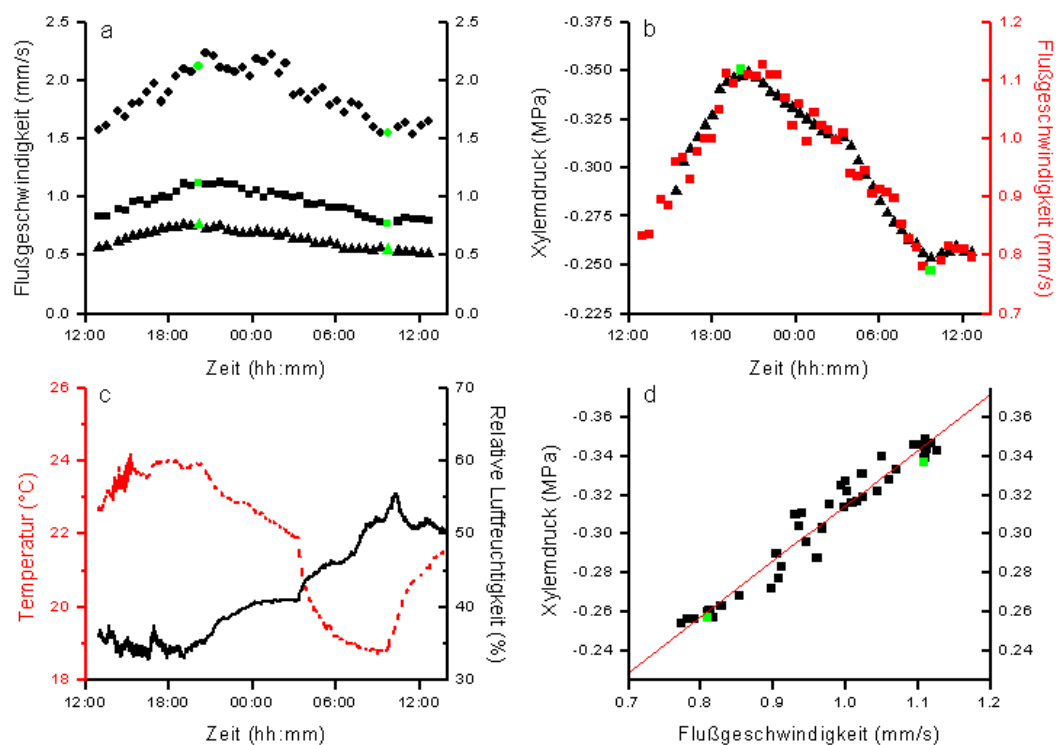 a
2.5
2.0
1.5
1.0
0.5
0.0
Flußgeschwindigkeit (mm/s)
2.5
2.0
1.5
1.0
0.5
0.0
12:00 18:00 00:00 06:00 12:00
Zeit (hh:mm)
b
-0.375
-0.350
-0.325
-0.300
-0.275
-0.250
-0.225
Xylemdruck (MPa)
1.2
1.1
1.0
0.9
0.8
0.7
Flußgeschwindigkeit (mm/s)
12:00 18:00 00:00 06:00 12:00
Zeit (hh:mm)
c
26
24
22
20
18
Temperatur (°C)
70
60
50
40
30
Relative Luftfeuchtigkeit (%)
12:00 18:00 00:00 06:00 12:00
Zeit (hh:mm)
d
-0.36
-0.34
-0.32
-0.30
-0.28
-0.26
-0.24
Xylemdruck (MPa)
0.36
0.34
0.32
0.30
0.28
0.26
0.24
0.7 0.8 0.9 1.0 1.1 1.2
Flußgeschwindigkeit (mm/s)